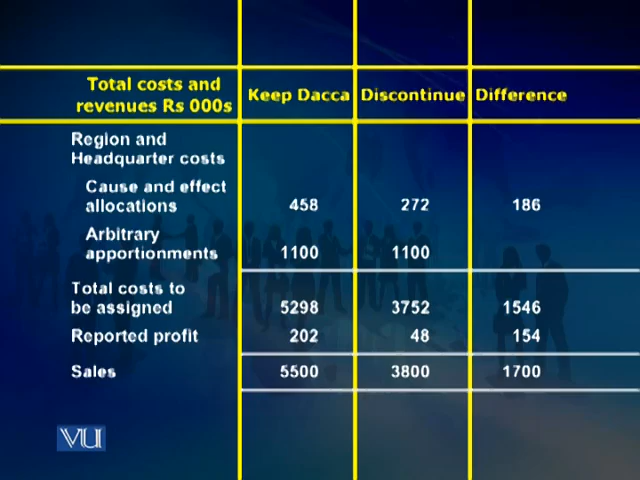 Total costs and revenues Rs 000s Keep Dacca Discontinue Difference
Region and
Headquarter costs
Cause and effect
allocations 458 272 186
Arbitrary
apportionments 1100 1100
Total costs to
be assigned 5298 3752 1546
Reported profit 202 48 154
Sales 5500 3800 1700
VU